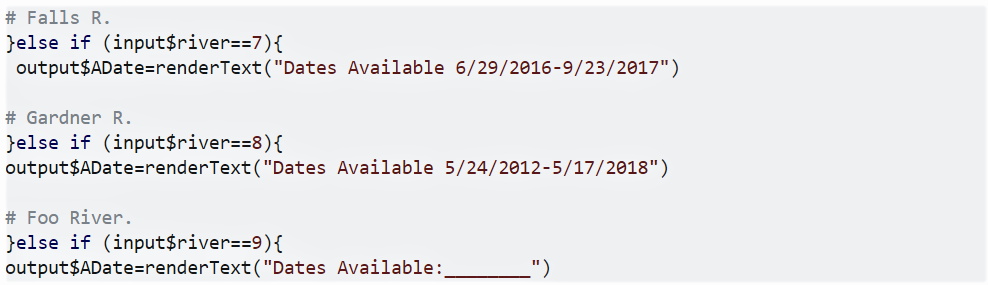 # Falls R.
}else if (input$river==7){
 output$ADate=renderText("Dates Available 6/29/2016-9/23/2017")
# Gardner R.
}else if (input$river==8){
output$ADate=renderText("Dates Available 5/24/2012-5/17/2018")
# Foo River.
}else if (input$river==9){
output$ADate=renderText("Dates Available:________")